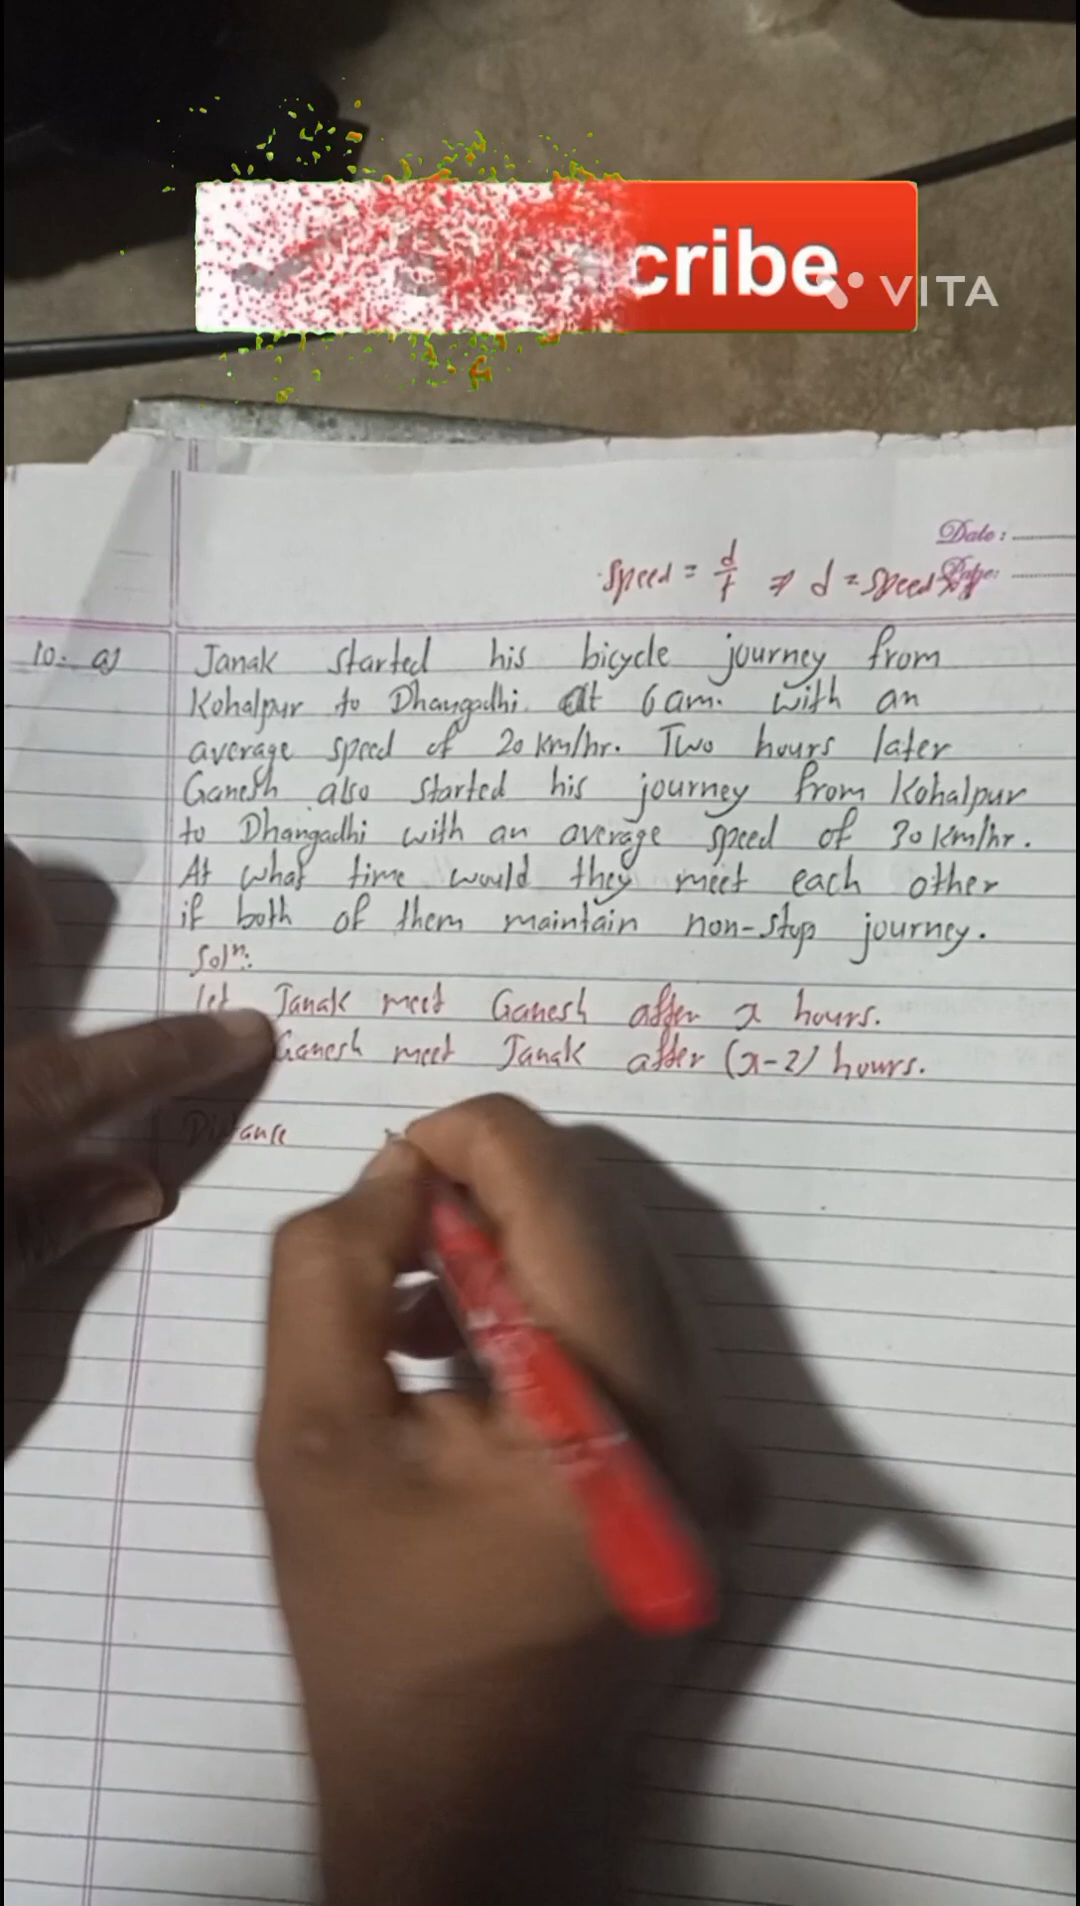 cribe
VITA
Date:
Speed = d/t ⇒ d = speed
10. a) Janak started his bicycle journey from
Kohalpur to Dhangadhi at 6 am. with an
average speed of 20 km/hr. Two hours later
Ganesh also started his journey from Kohalpur
to Dhangadhi with an average speed of 30 km/hr.
At what time would they meet each other
if both of them maintain non-stop journey.
Solⁿ:
Let Janak meet Ganesh after x hours.
Ganesh meet Janak after (x-2) hours.
Distance